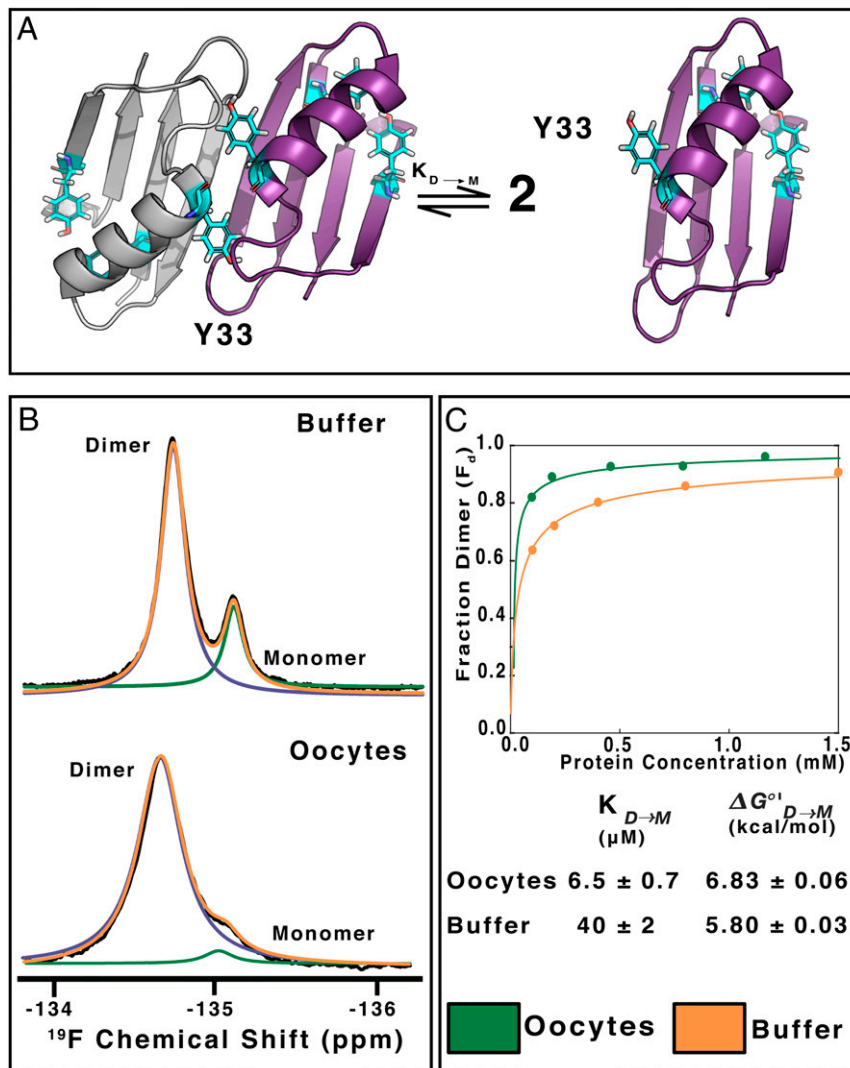 A
Y33
K D → M
2
Y33
B
Buffer
Dimer
Monomer
Oocytes
Dimer
Monomer
-134 -135 -136
¹⁹F Chemical Shift (ppm)
C
Fraction Dimer (Fd)
1.0
0.8
0.6
0.4
0.2
0.0
0.0 0.5 1.0 1.5
Protein Concentration (mM)
K D→M ΔG°' D→M
(µM) (kcal/mol)
Oocytes 6.5 ± 0.7 6.83 ± 0.06
Buffer 40 ± 2 5.80 ± 0.03
Oocytes Buffer